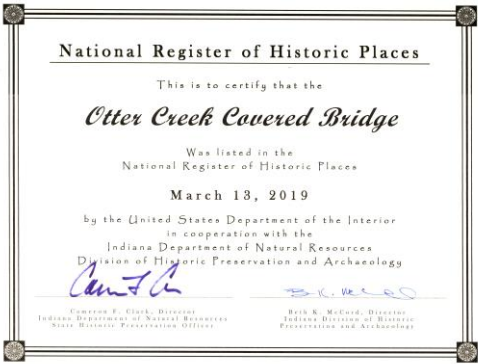 National Register of Historic Places
This is to certify that the
Otter Creek Covered Bridge
Was listed in the
National Register of Historic Places
March 13, 2019
by the United States Department of the Interior
in cooperation with the
Indiana Department of Natural Resources
Division of Historic Preservation and Archaeology
Cameron F. Clark, Director
Indiana Department of Natural Resources
State Historic Preservation Officer
Beth K. McCord, Director
Indiana Division of Historic
Preservation and Archaeology